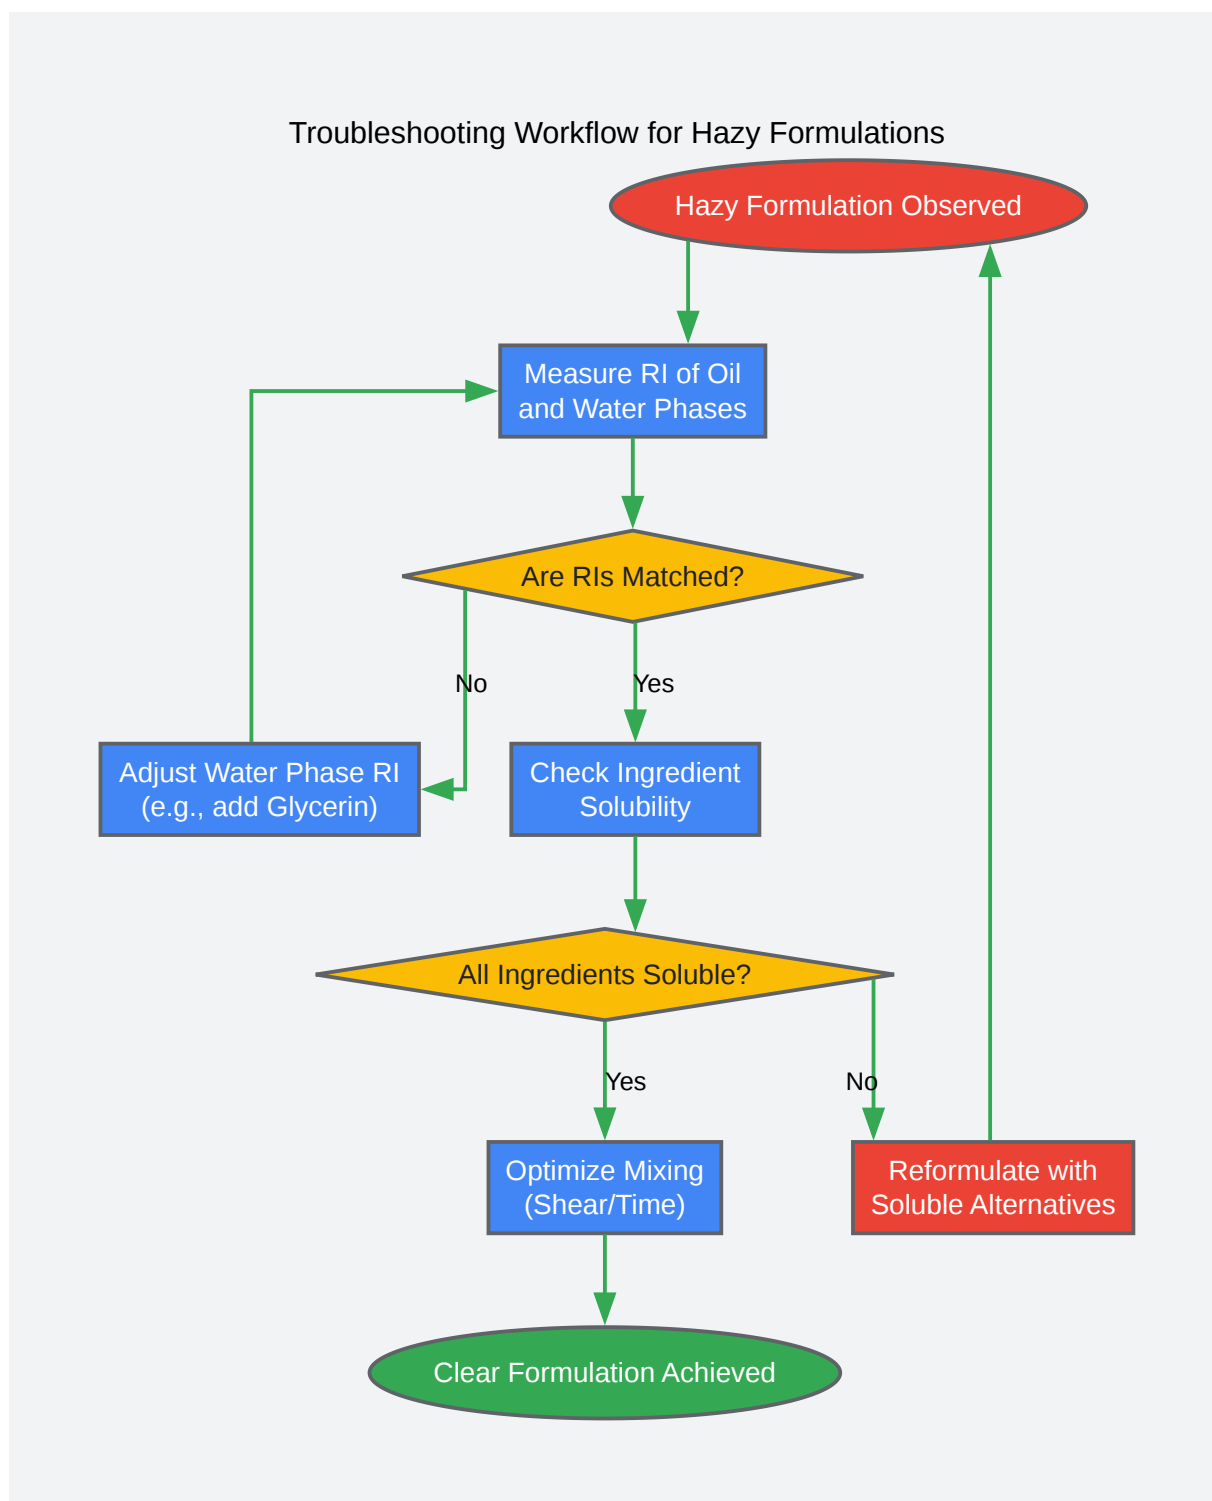 Troubleshooting Workflow for Hazy Formulations
Hazy Formulation Observed
Measure RI of Oil
and Water Phases
Are RIs Matched?
No
Yes
Adjust Water Phase RI
(e.g., add Glycerin)
Check Ingredient
Solubility
All Ingredients Soluble?
Yes
No
Optimize Mixing
(Shear/Time)
Reformulate with
Soluble Alternatives
Clear Formulation Achieved